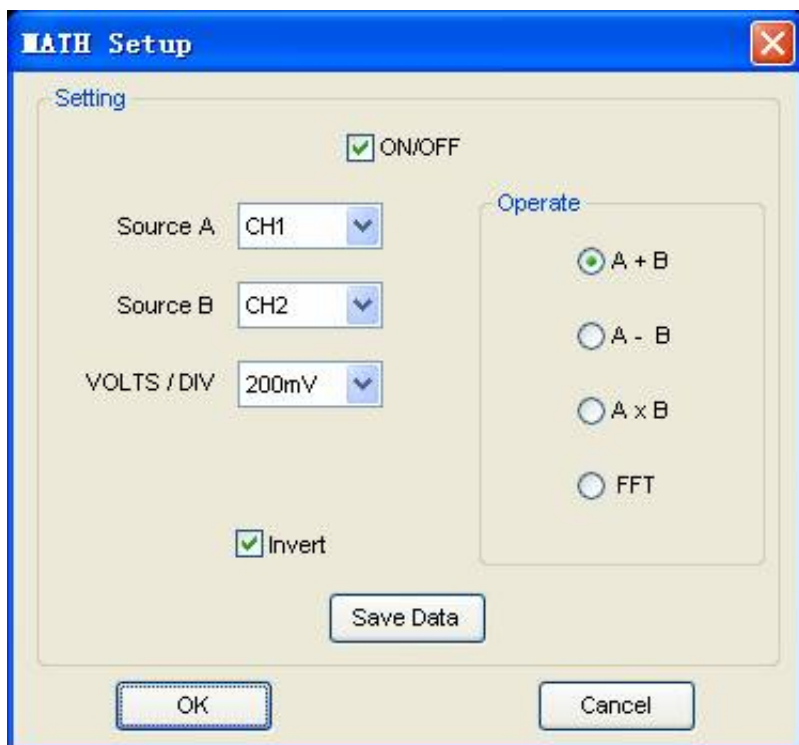 MATH Setup
Setting
ON/OFF
Source A CH1
Source B CH2
VOLTS / DIV 200mV
Invert
Operate
A + B
A - B
A x B
FFT
Save Data
OK Cancel